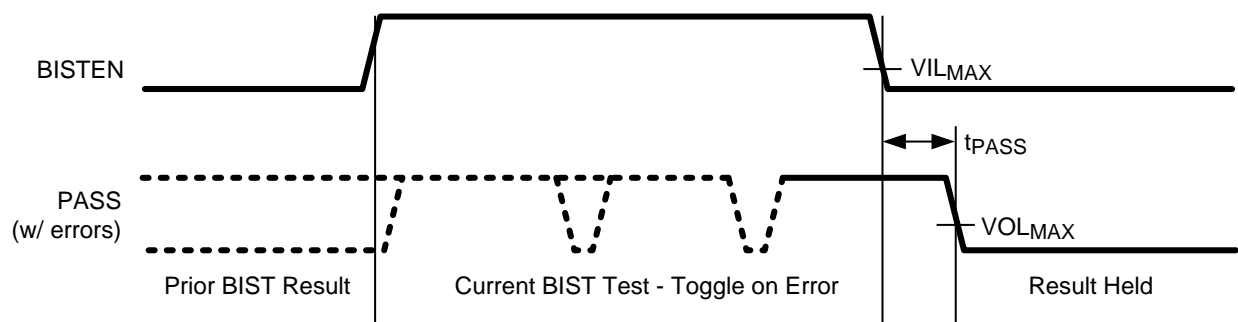 BISTEN
VILMAX
tPASS
PASS
(w/ errors)
VOLMAX
Prior BIST Result
Current BIST Test - Toggle on Error
Result Held